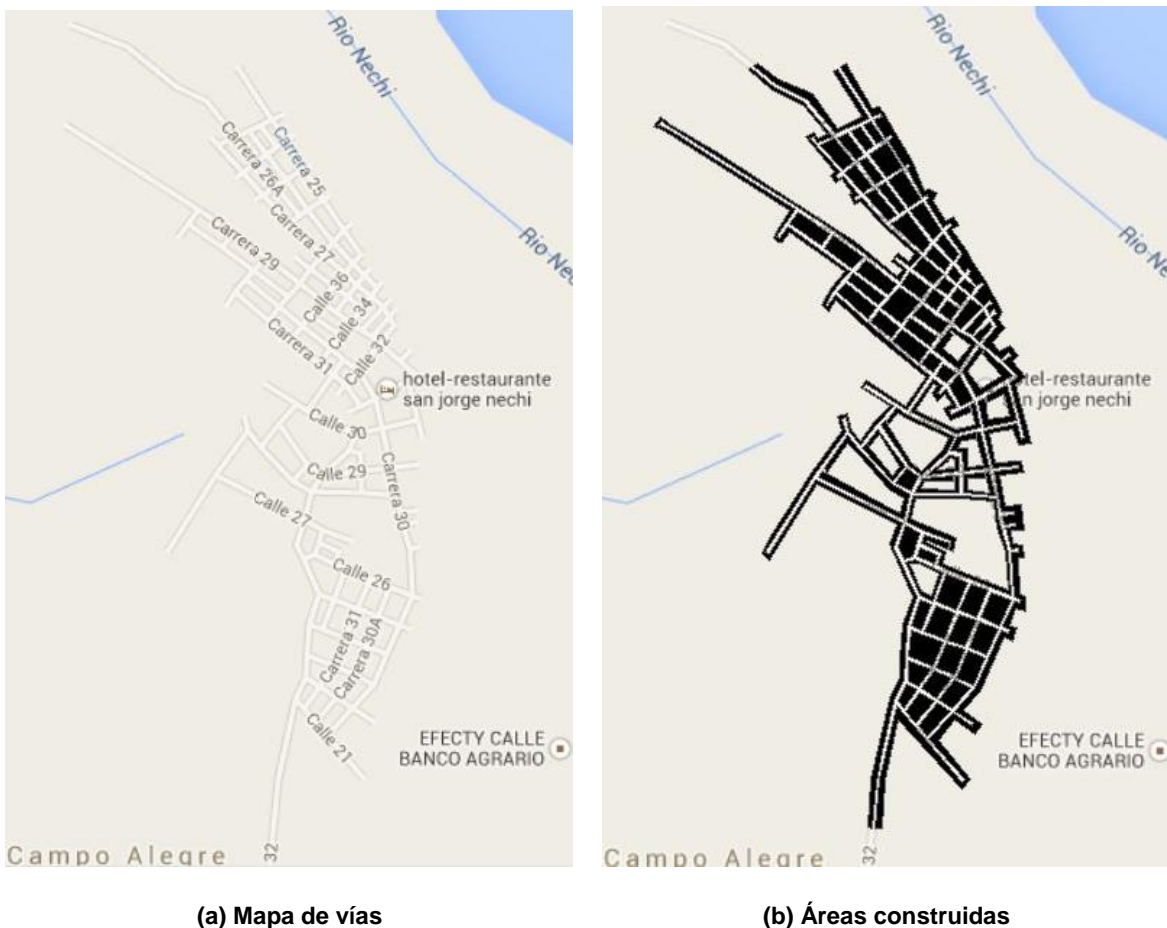 Rio Nechi
Rio Nechi
Carrera 25
Carrera 26A
Carrera 27
Carrera 29
Calle 36
Calle 34
Calle 32
Carrera 31
hotel-restaurante
san jorge nechi
Calle 30
Calle 29
Carrera 30
Calle 27
Calle 26
Carrera 31
Carrera 30A
Calle 21
EFECTY CALLE
BANCO AGRARIO
Campo Alegre
32
(a) Mapa de vías
Rio Nechi
Rio Ne
tel-restaurante
n jorge nechi
EFECTY CALLE
BANCO AGRARIO
Campo Alegre
32
(b) Áreas construidas